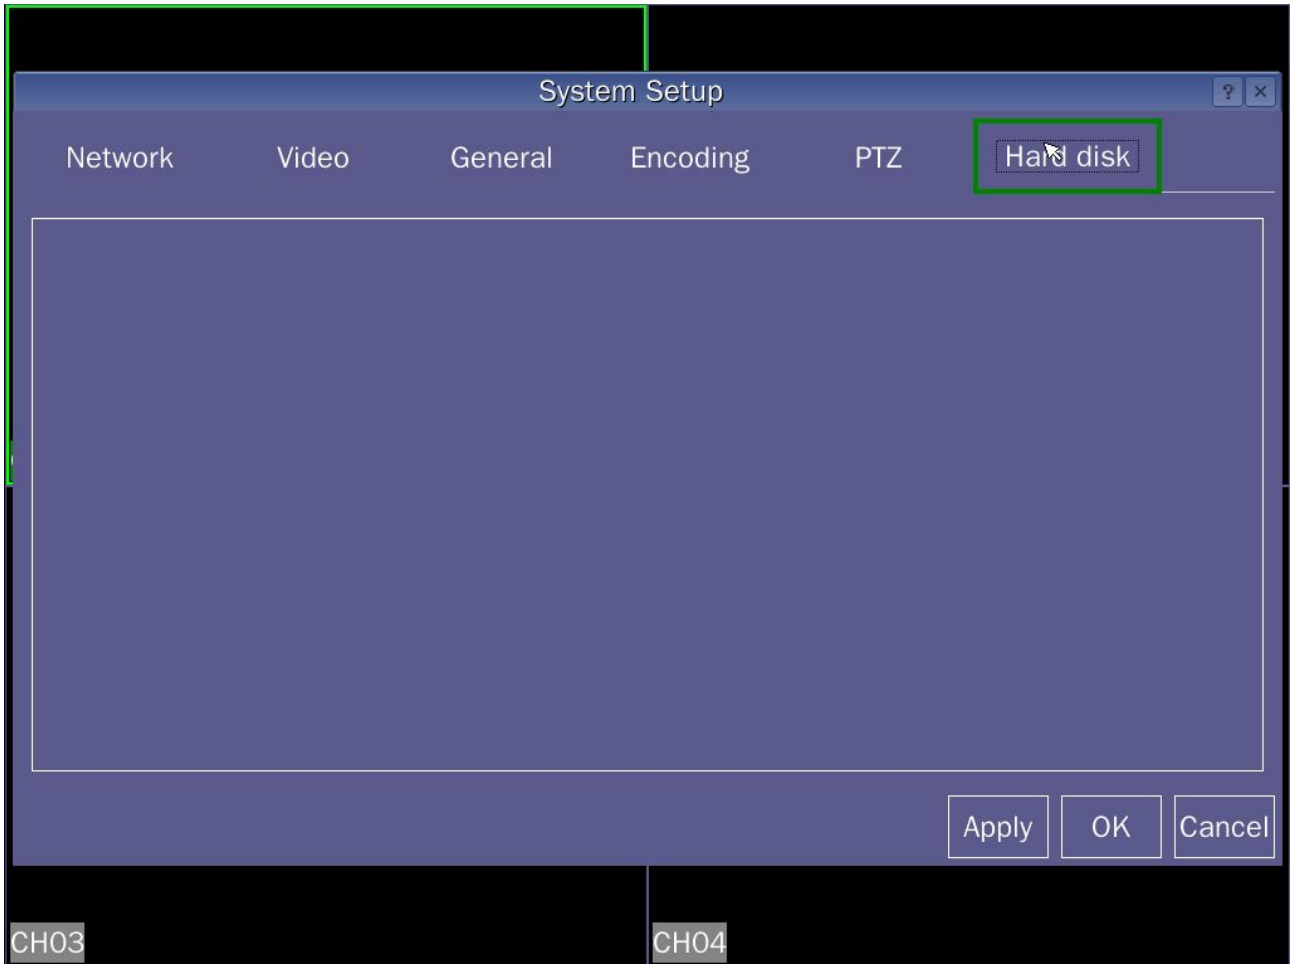 System Setup
? ×
Network Video General Encoding PTZ Hard disk
Apply OK Cancel
CH03 CH04